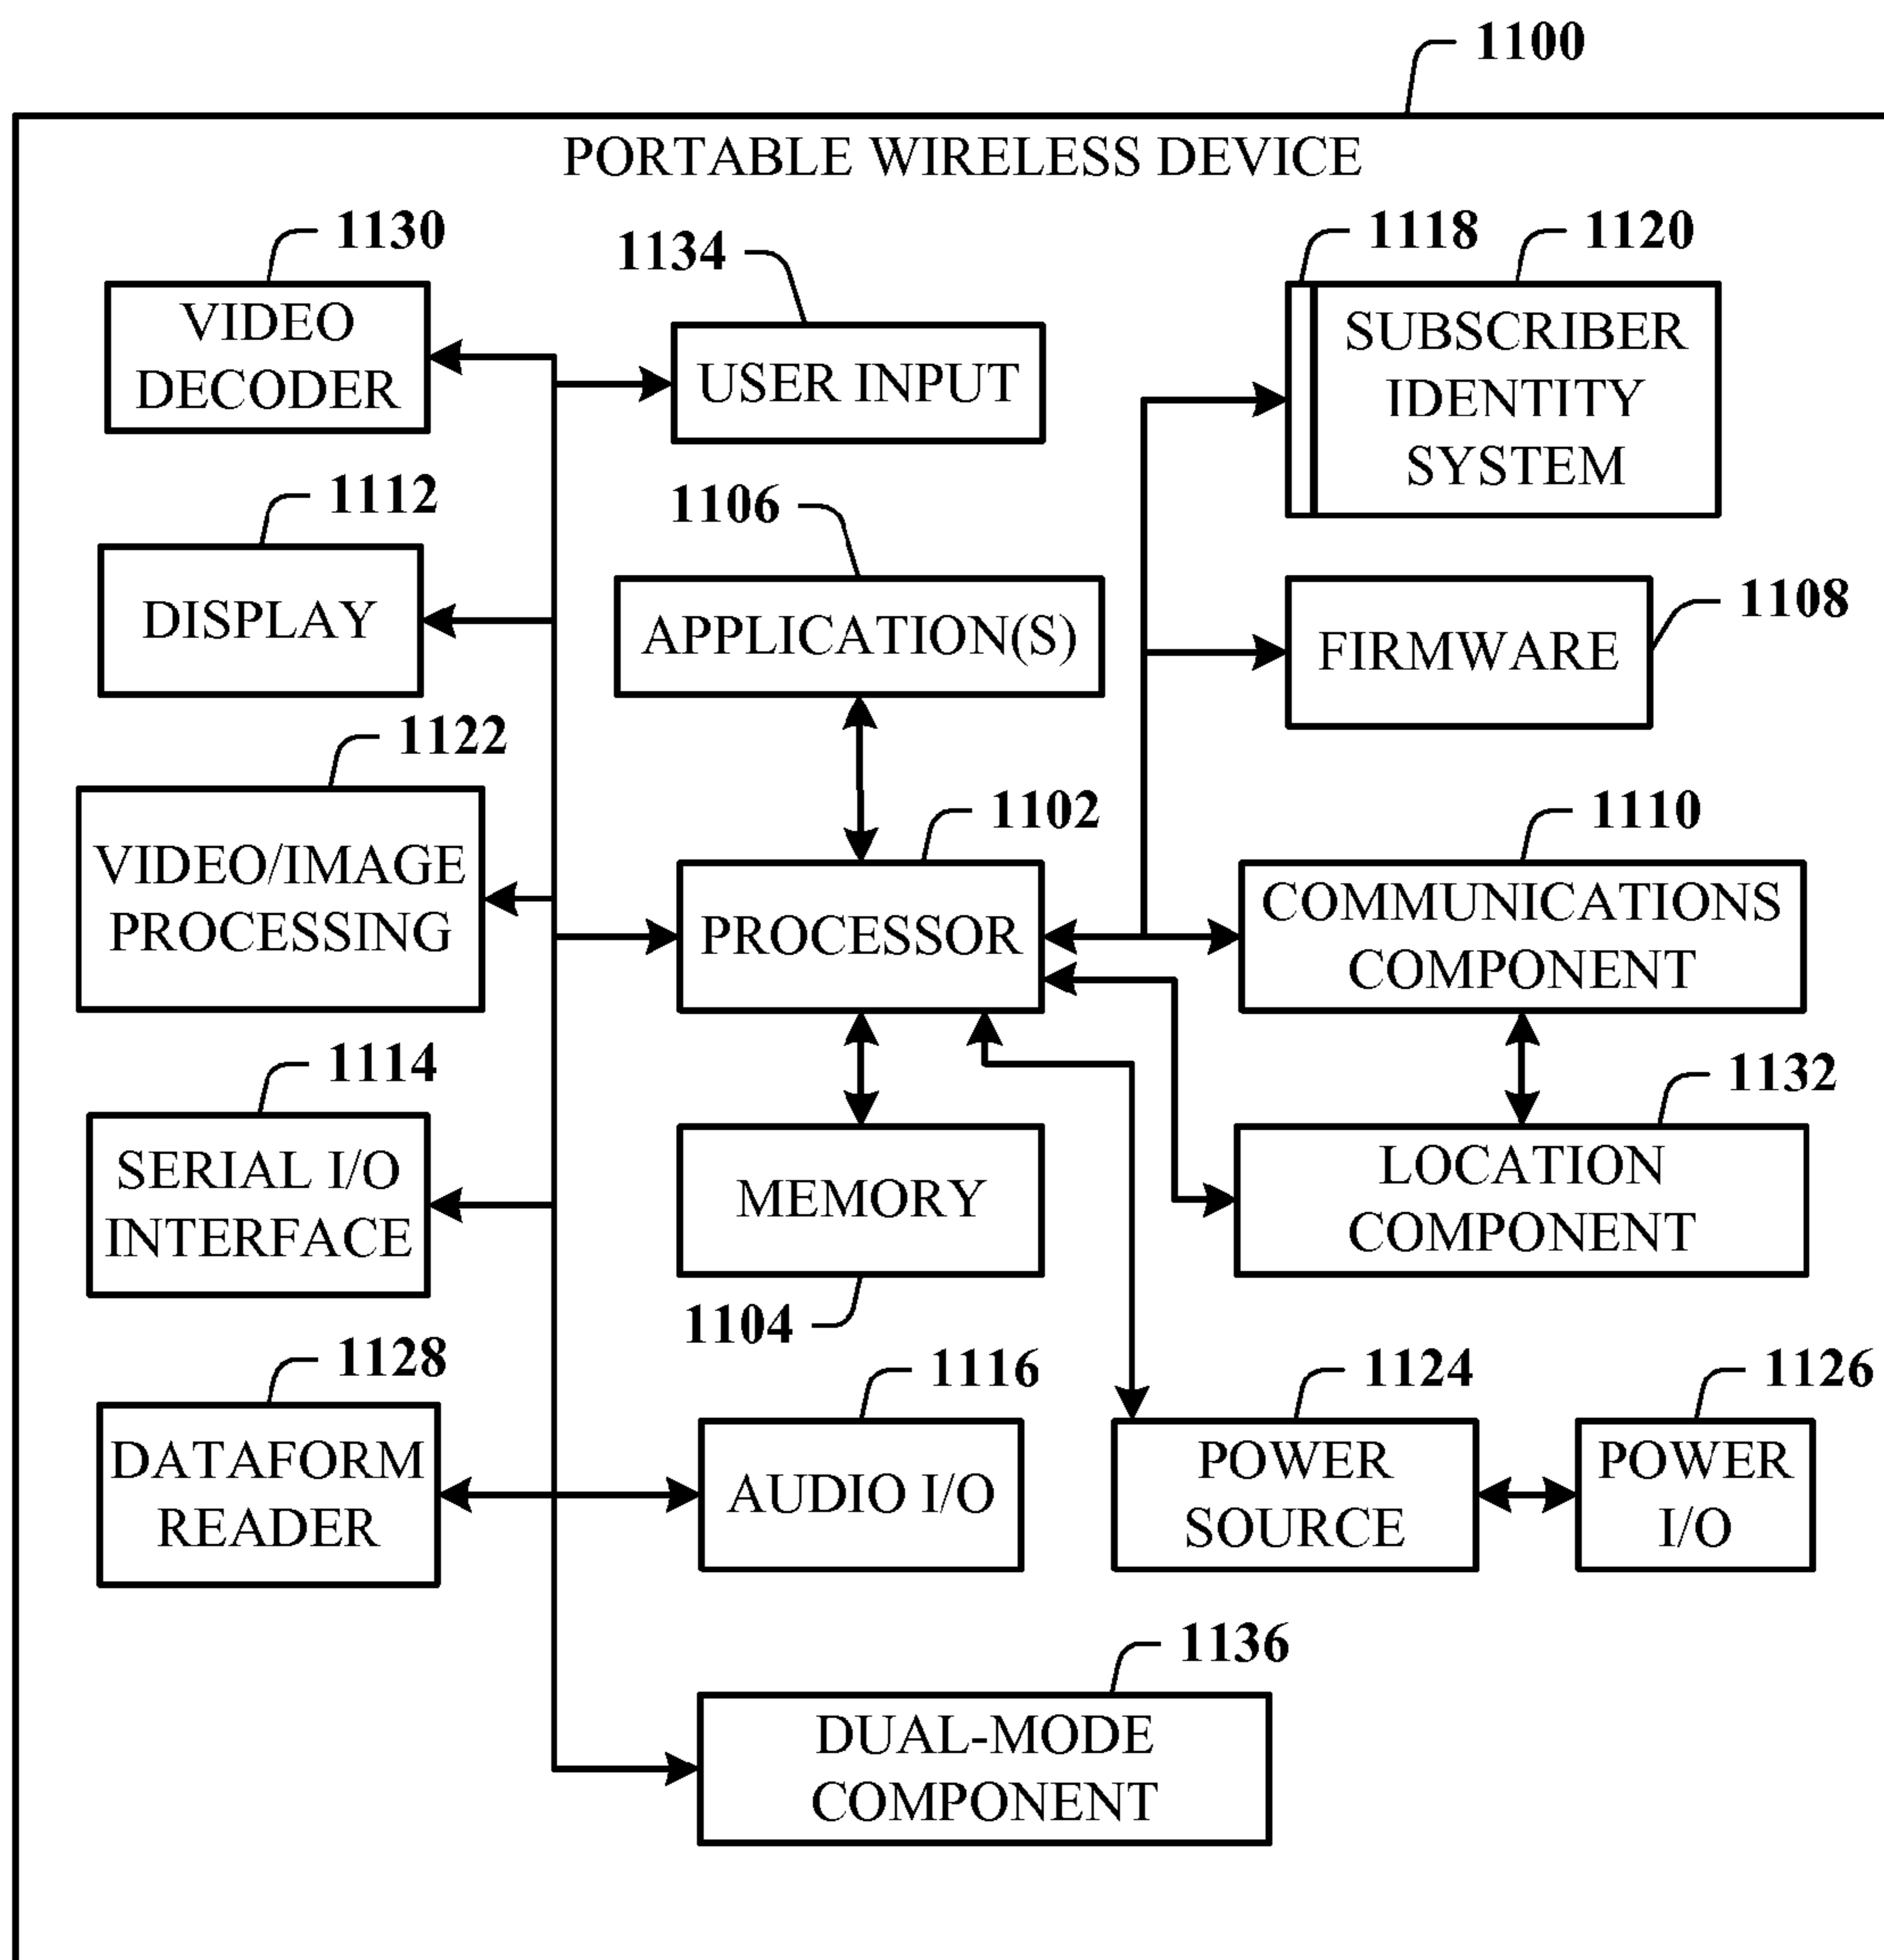 1100
PORTABLE WIRELESS DEVICE
1130
VIDEO
DECODER
1134
USER INPUT
1118
1120
SUBSCRIBER
IDENTITY
SYSTEM
1112
DISPLAY
1106
APPLICATION(S)
1108
FIRMWARE
1122
VIDEO/IMAGE
PROCESSING
1102
PROCESSOR
1110
COMMUNICATIONS
COMPONENT
1114
SERIAL I/O
INTERFACE
MEMORY
1104
1132
LOCATION
COMPONENT
1128
DATAFORM
READER
1116
AUDIO I/O
1124
POWER
SOURCE
1126
POWER
I/O
1136
DUAL-MODE
COMPONENT